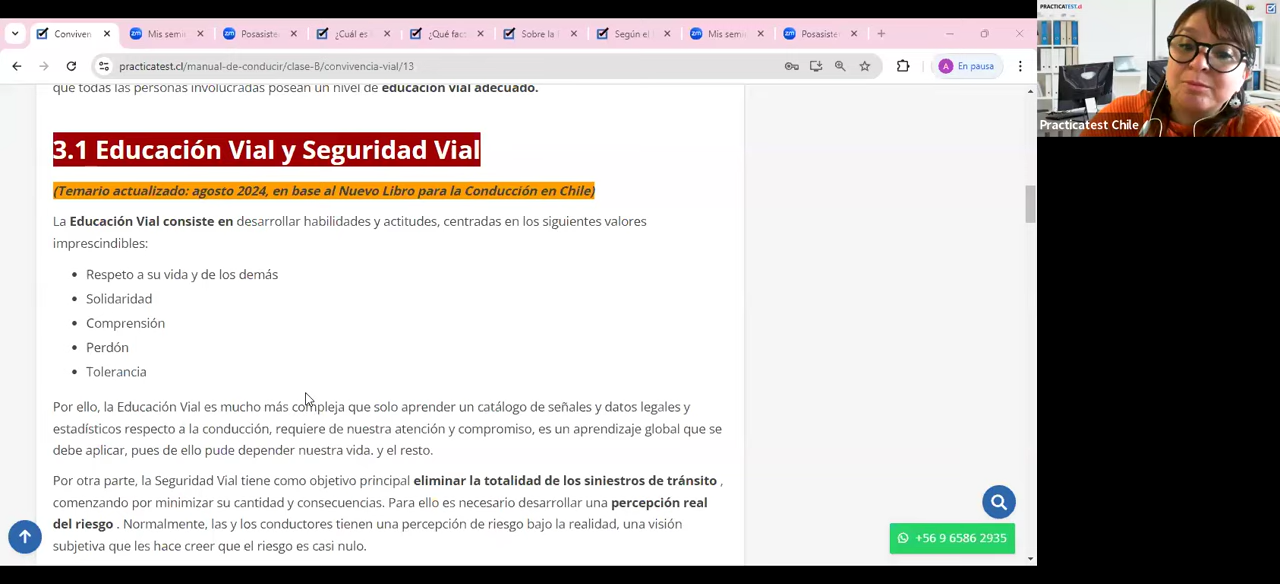 PRACTICATEST.cl
Conviven
Mis semi
Posasiste
¿Cuál es
¿Qué fac
Sobre la
Según el
Mis semi
Posasiste
practicatest.cl/manual-de-conducir/clase-B/convivencia-vial/13
A En pausa
que todas las personas involucradas posean un nivel de educación vial adecuado.
Practicatest Chile
3.1 Educación Vial y Seguridad Vial
(Temario actualizado: agosto 2024, en base al Nuevo Libro para la Conducción en Chile)
La Educación Vial consiste en desarrollar habilidades y actitudes, centradas en los siguientes valores
imprescindibles:
• Respeto a su vida y de los demás
• Solidaridad
• Comprensión
• Perdón
• Tolerancia
Por ello, la Educación Vial es mucho más compleja que solo aprender un catálogo de señales y datos legales y
estadísticos respecto a la conducción, requiere de nuestra atención y compromiso, es un aprendizaje global que se
debe aplicar, pues de ello pude depender nuestra vida. y el resto.
Por otra parte, la Seguridad Vial tiene como objetivo principal eliminar la totalidad de los siniestros de tránsito ,
comenzando por minimizar su cantidad y consecuencias. Para ello es necesario desarrollar una percepción real
del riesgo . Normalmente, las y los conductores tienen una percepción de riesgo bajo la realidad, una visión
subjetiva que les hace creer que el riesgo es casi nulo.
+56 9 6586 2935